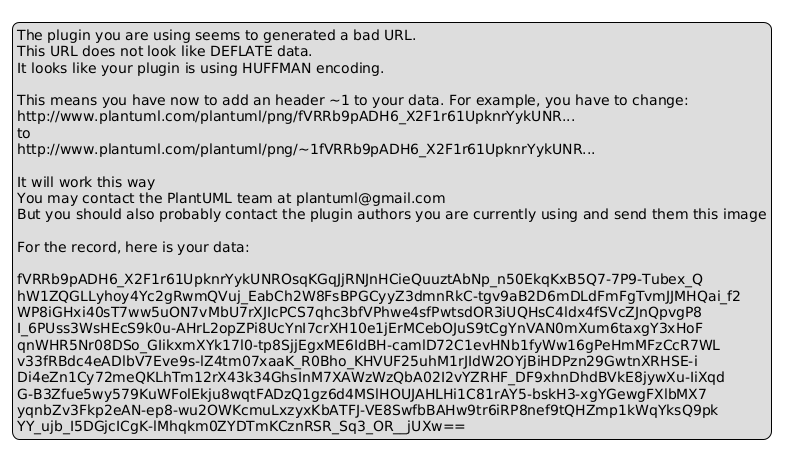 The plugin you are using seems to generated a bad URL.
This URL does not look like DEFLATE data.
It looks like your plugin is using HUFFMAN encoding.
This means you have now to add an header ~1 to your data. For example, you have to change:
http://www.plantuml.com/plantuml/png/fVRRb9pADH6_X2F1r61UpknrYykUNR...
to
http://www.plantuml.com/plantuml/png/~1fVRRb9pADH6_X2F1r61UpknrYykUNR...
It will work this way
You may contact the PlantUML team at plantuml@gmail.com
But you should also probably contact the plugin authors you are currently using and send them this image
For the record, here is your data:
fVRRb9pADH6_X2F1r61UpknrYykUNROsqKGqJjRNJnHCieQuuztAbNp_n50EkqKxB5Q7-7P9-Tubex_Q
hW1ZQGLLyhoy4Yc2gRwmQVuj_EabCh2W8FsBPGCyyZ3dmnRkC-tgv9aB2D6mDLdFmFgTvmJJMHQai_f2
WP8iGHxi40sT7ww5uON7vMbU7rXJIcPCS7qhc3bfVPhwe4sfPwtsdOR3iUQHsC4ldx4fSVcZJnQpvgP8
I_6PUss3WsHEcS9k0u-AHrL2opZPi8UcYnI7crXH10e1jErMCebOJuS9tCgYnVAN0mXum6taxgY3xHoF
qnWHR5Nr08DSo_GIikxmXYk17l0-tp8SjjEgxME6IdBH-camID72C1evHNb1fyWw16gPeHmMFzCcR7WL
v33fRBdc4eADlbV7Eve9s-lZ4tm07xaaK_R0Bho_KHVUF25uhM1rJIdW2OYjBiHDPzn29GwtnXRHSE-i
Di4eZn1Cy72meQKLhTm12rX43k34GhslnM7XAWzWzQbA02I2vYZRHF_DF9xhnDhdBVkE8jywXu-IiXqd
G-B3Zfue5wy579KuWFolEkju8wqtFADzQ1gz6d4MSlHOUJAHLHi1C81rAY5-bskH3-xgYGewgFXlbMX7
yqnbZv3Fkp2eAN-ep8-wu2OWKcmuLxzyxKbATFJ-VE8SwfbBAHw9tr6iRP8nef9tQHZmp1kWqYksQ9pk
YY_ujb_I5DGjcICgK-lMhqkm0ZYDTmKCznRSR_Sq3_OR__jUXw==